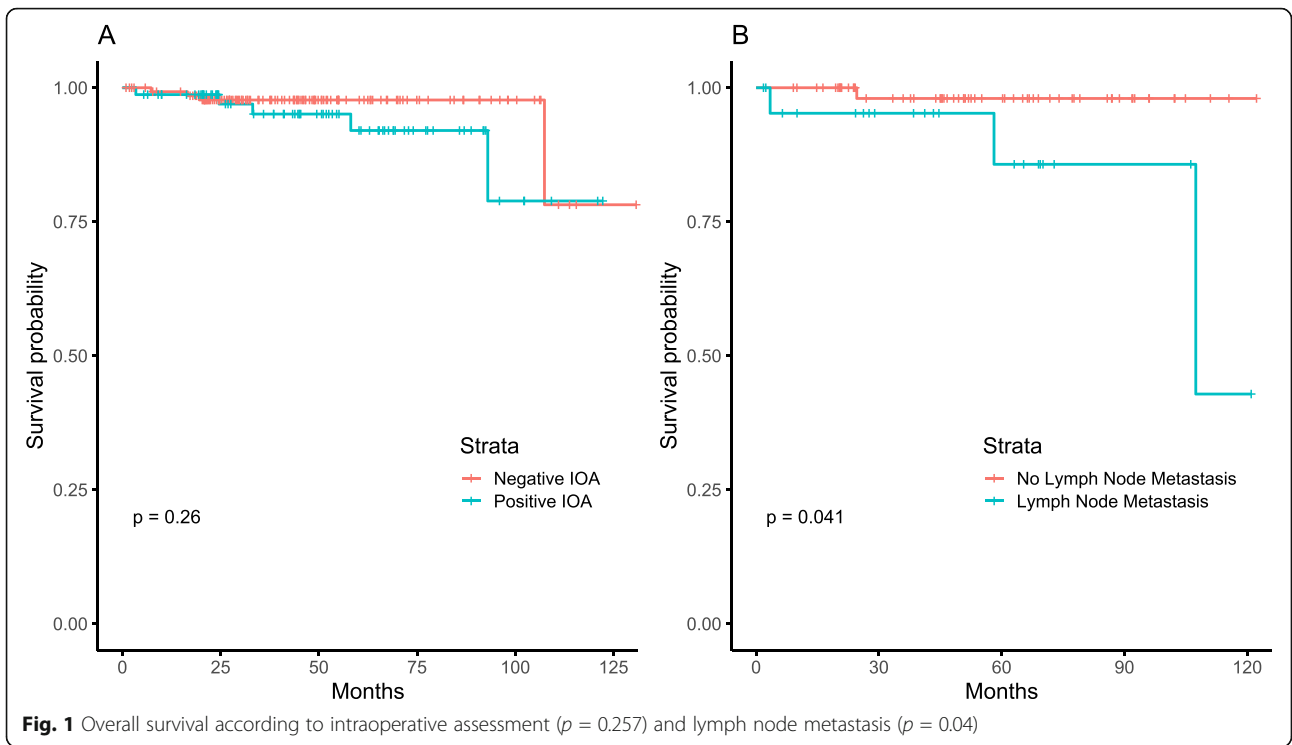 A
Survival probability
1.00
0.75
0.50
0.25
0.00
Strata
Negative IOA
Positive IOA
p = 0.26
0 25 50 75 100 125
Months
B
Survival probability
1.00
0.75
0.50
0.25
0.00
Strata
No Lymph Node Metastasis
Lymph Node Metastasis
p = 0.041
0 30 60 90 120
Months
Fig. 1 Overall survival according to intraoperative assessment (p = 0.257) and lymph node metastasis (p = 0.04)